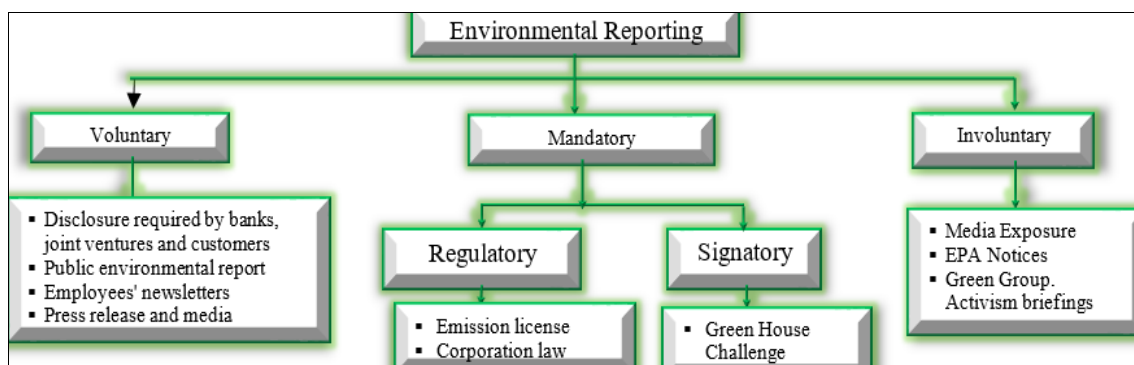 Environmental Reporting
Voluntary
Mandatory
Involuntary
▪ Disclosure required by banks,
joint ventures and customers
▪ Public environmental report
▪ Employees' newsletters
▪ Press release and media
Regulatory
Signatory
▪ Emission license
▪ Corporation law
▪ Green House
Challenge
▪ Media Exposure
▪ EPA Notices
▪ Green Group.
Activism briefings